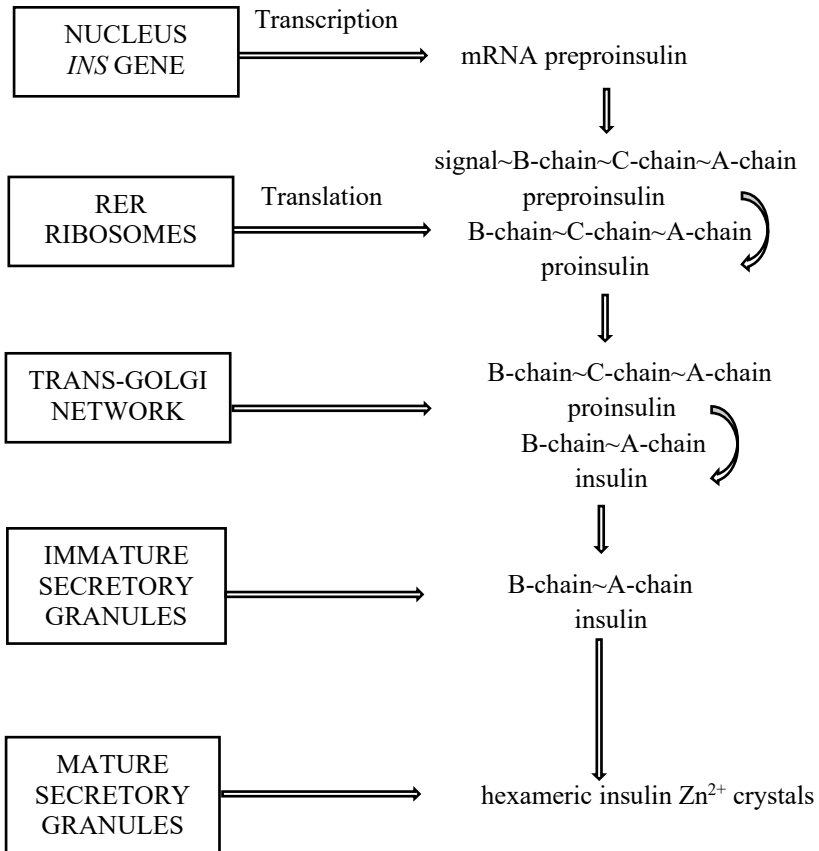 NUCLEUS
INS GENE
Transcription
mRNA preproinsulin
signal~B-chain~C-chain~A-chain
preproinsulin
RER
RIBOSOMES
Translation
B-chain~C-chain~A-chain
proinsulin
TRANS-GOLGI
NETWORK
B-chain~C-chain~A-chain
proinsulin
B-chain~A-chain
insulin
IMMATURE
SECRETORY
GRANULES
B-chain~A-chain
insulin
MATURE
SECRETORY
GRANULES
hexameric insulin Zn²⁺ crystals